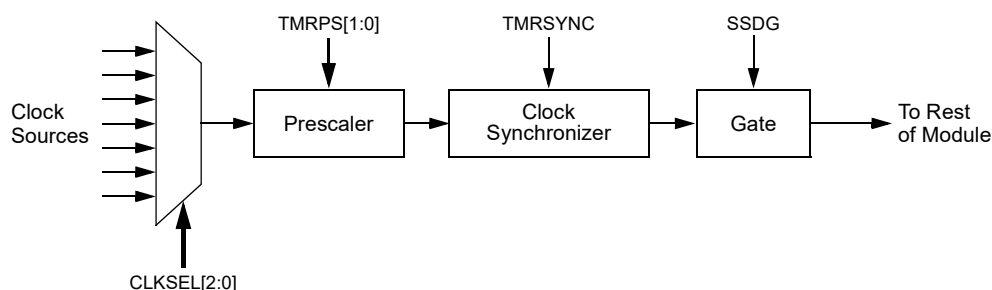 TMRPS[1:0]
TMRSYNC
SSDG
Clock
Sources
Prescaler
Clock
Synchronizer
Gate
To Rest
of Module
CLKSEL[2:0]